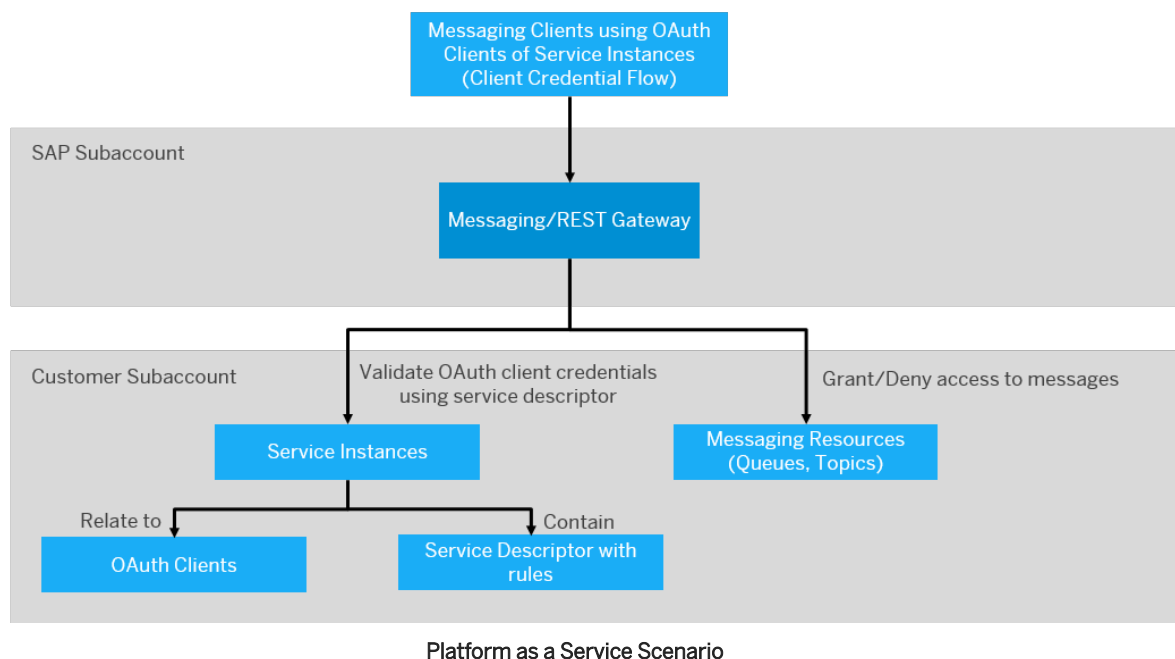 Messaging Clients using OAuth
Clients of Service Instances
(Client Credential Flow)
SAP Subaccount
Messaging/REST Gateway
Customer Subaccount
Validate OAuth client credentials
using service descriptor
Grant/Deny access to messages
Service Instances
Messaging Resources
(Queues, Topics)
Relate to
Contain
OAuth Clients
Service Descriptor with
rules
Platform as a Service Scenario